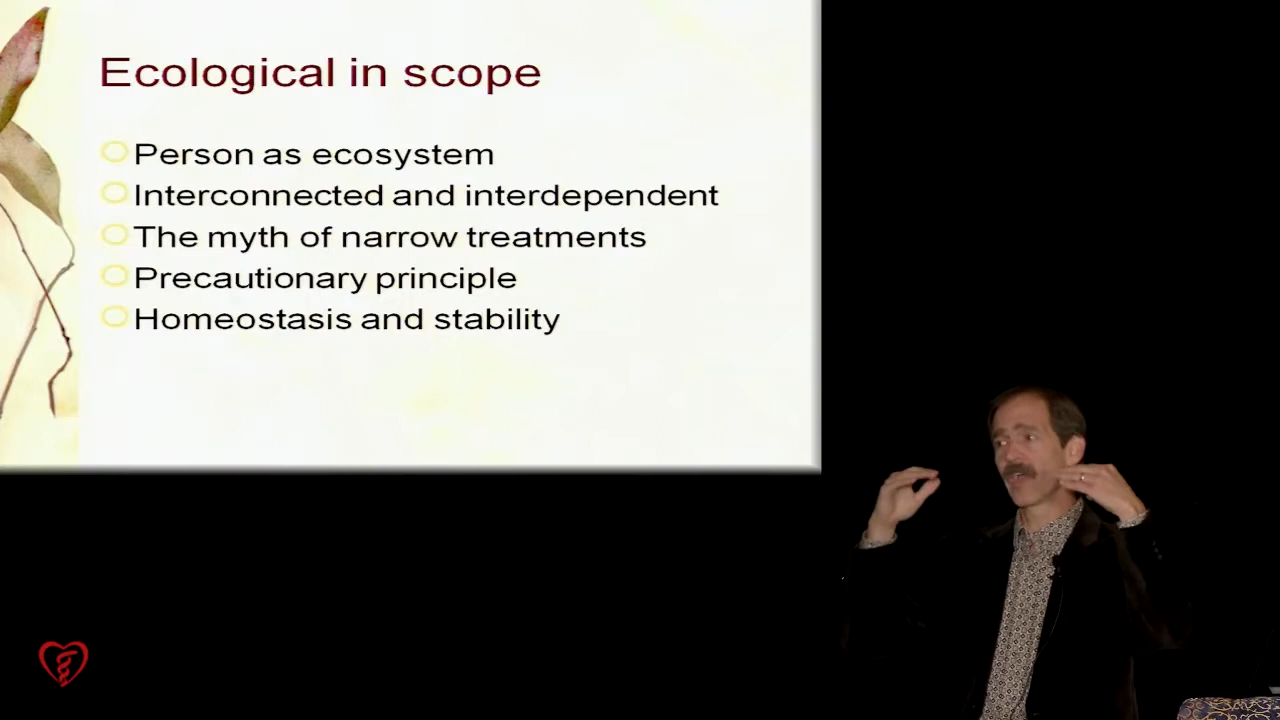 Ecological in scope
Person as ecosystem
Interconnected and interdependent
The myth of narrow treatments
Precautionary principle
Homeostasis and stability